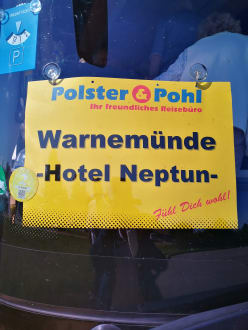 P
Polster & Pohl
Ihr freundliches Reisebüro
Warnemünde
-Hotel Neptun-
Fühl Dich wohl!